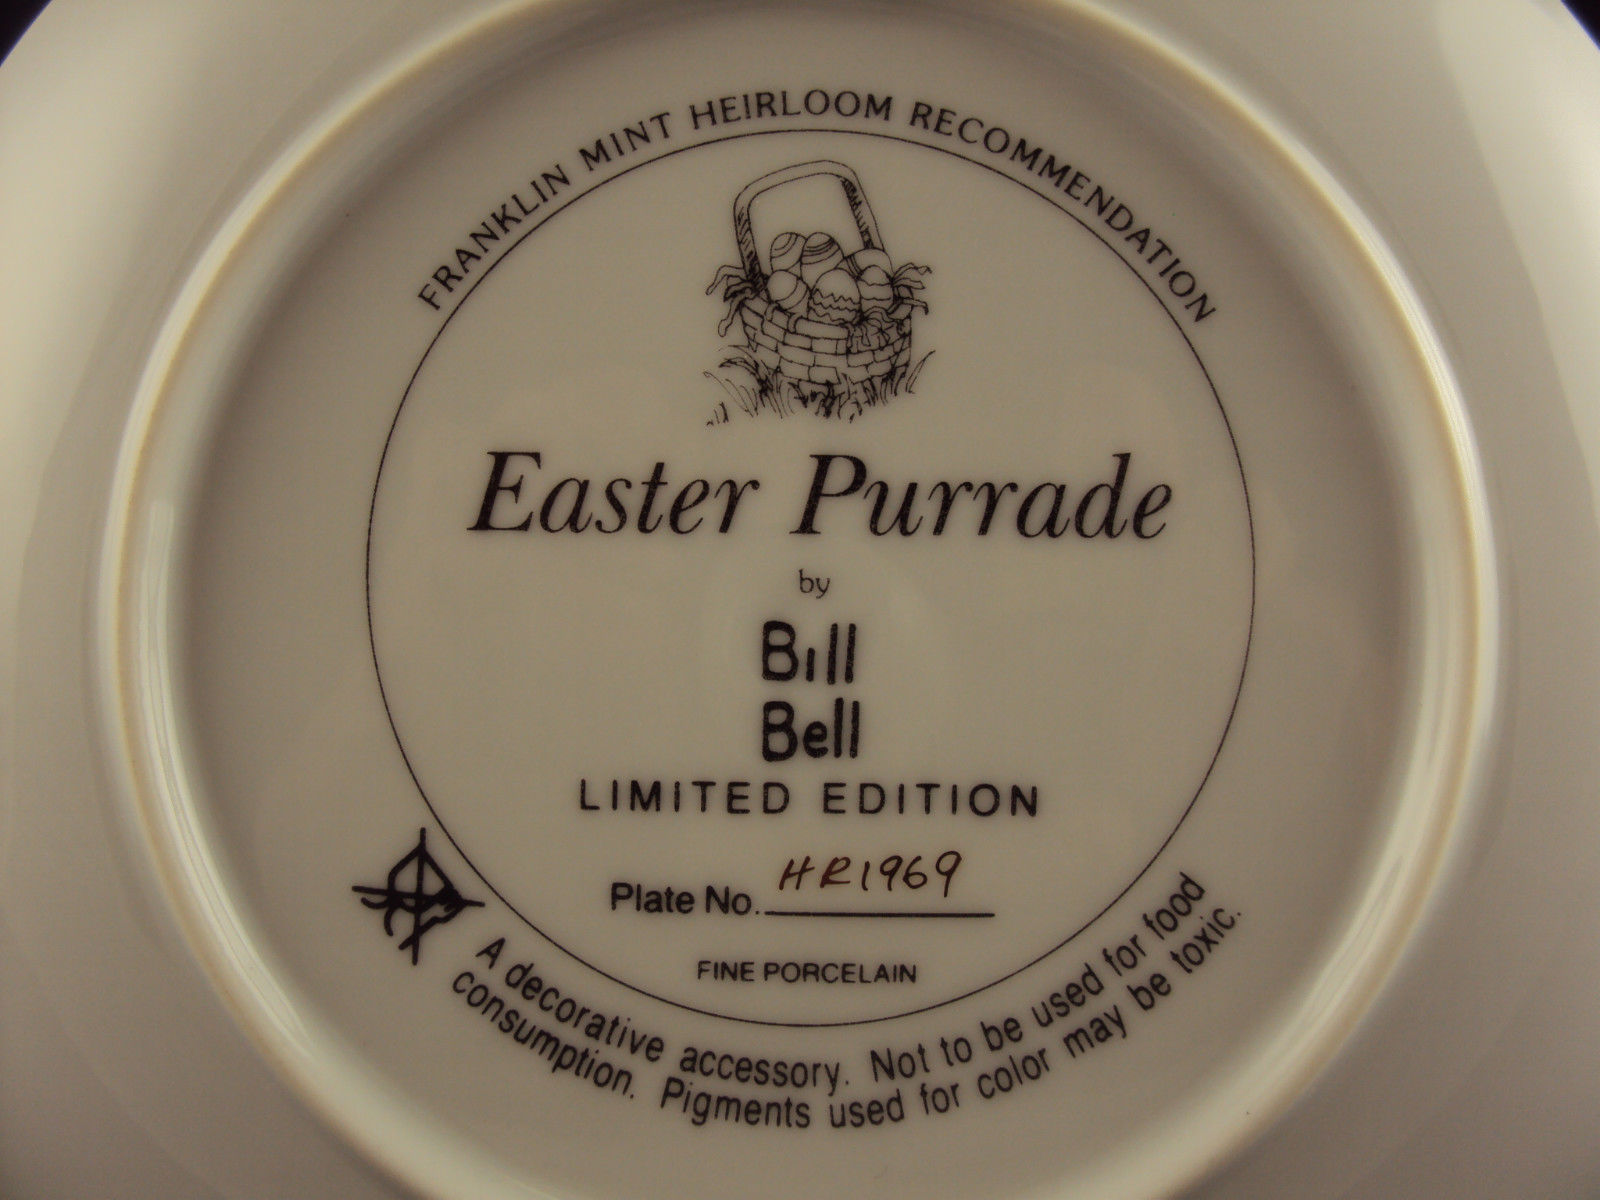 FRANKLIN MINT HEIRLOOM RECOMMENDATION
Easter Purrade
by
Bill
Bell
LIMITED EDITION
Plate No. HR1969
FINE PORCELAIN
A decorative accessory. Not to be used for food
consumption. Pigments used for color may be toxic.